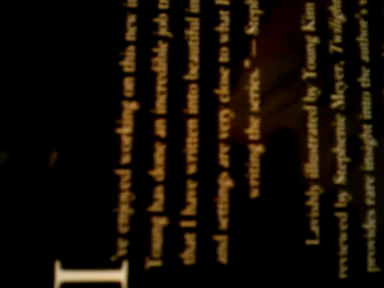 I
've enjoyed working on this new
Young has done an incredible job
that I have written into beautiful
and settings are very close to what I
writing the series." — Steph
Lavishly illustrated by Young Kim
reviewed by Stephenie Meyer, Twilight
provides rare insight into the author's